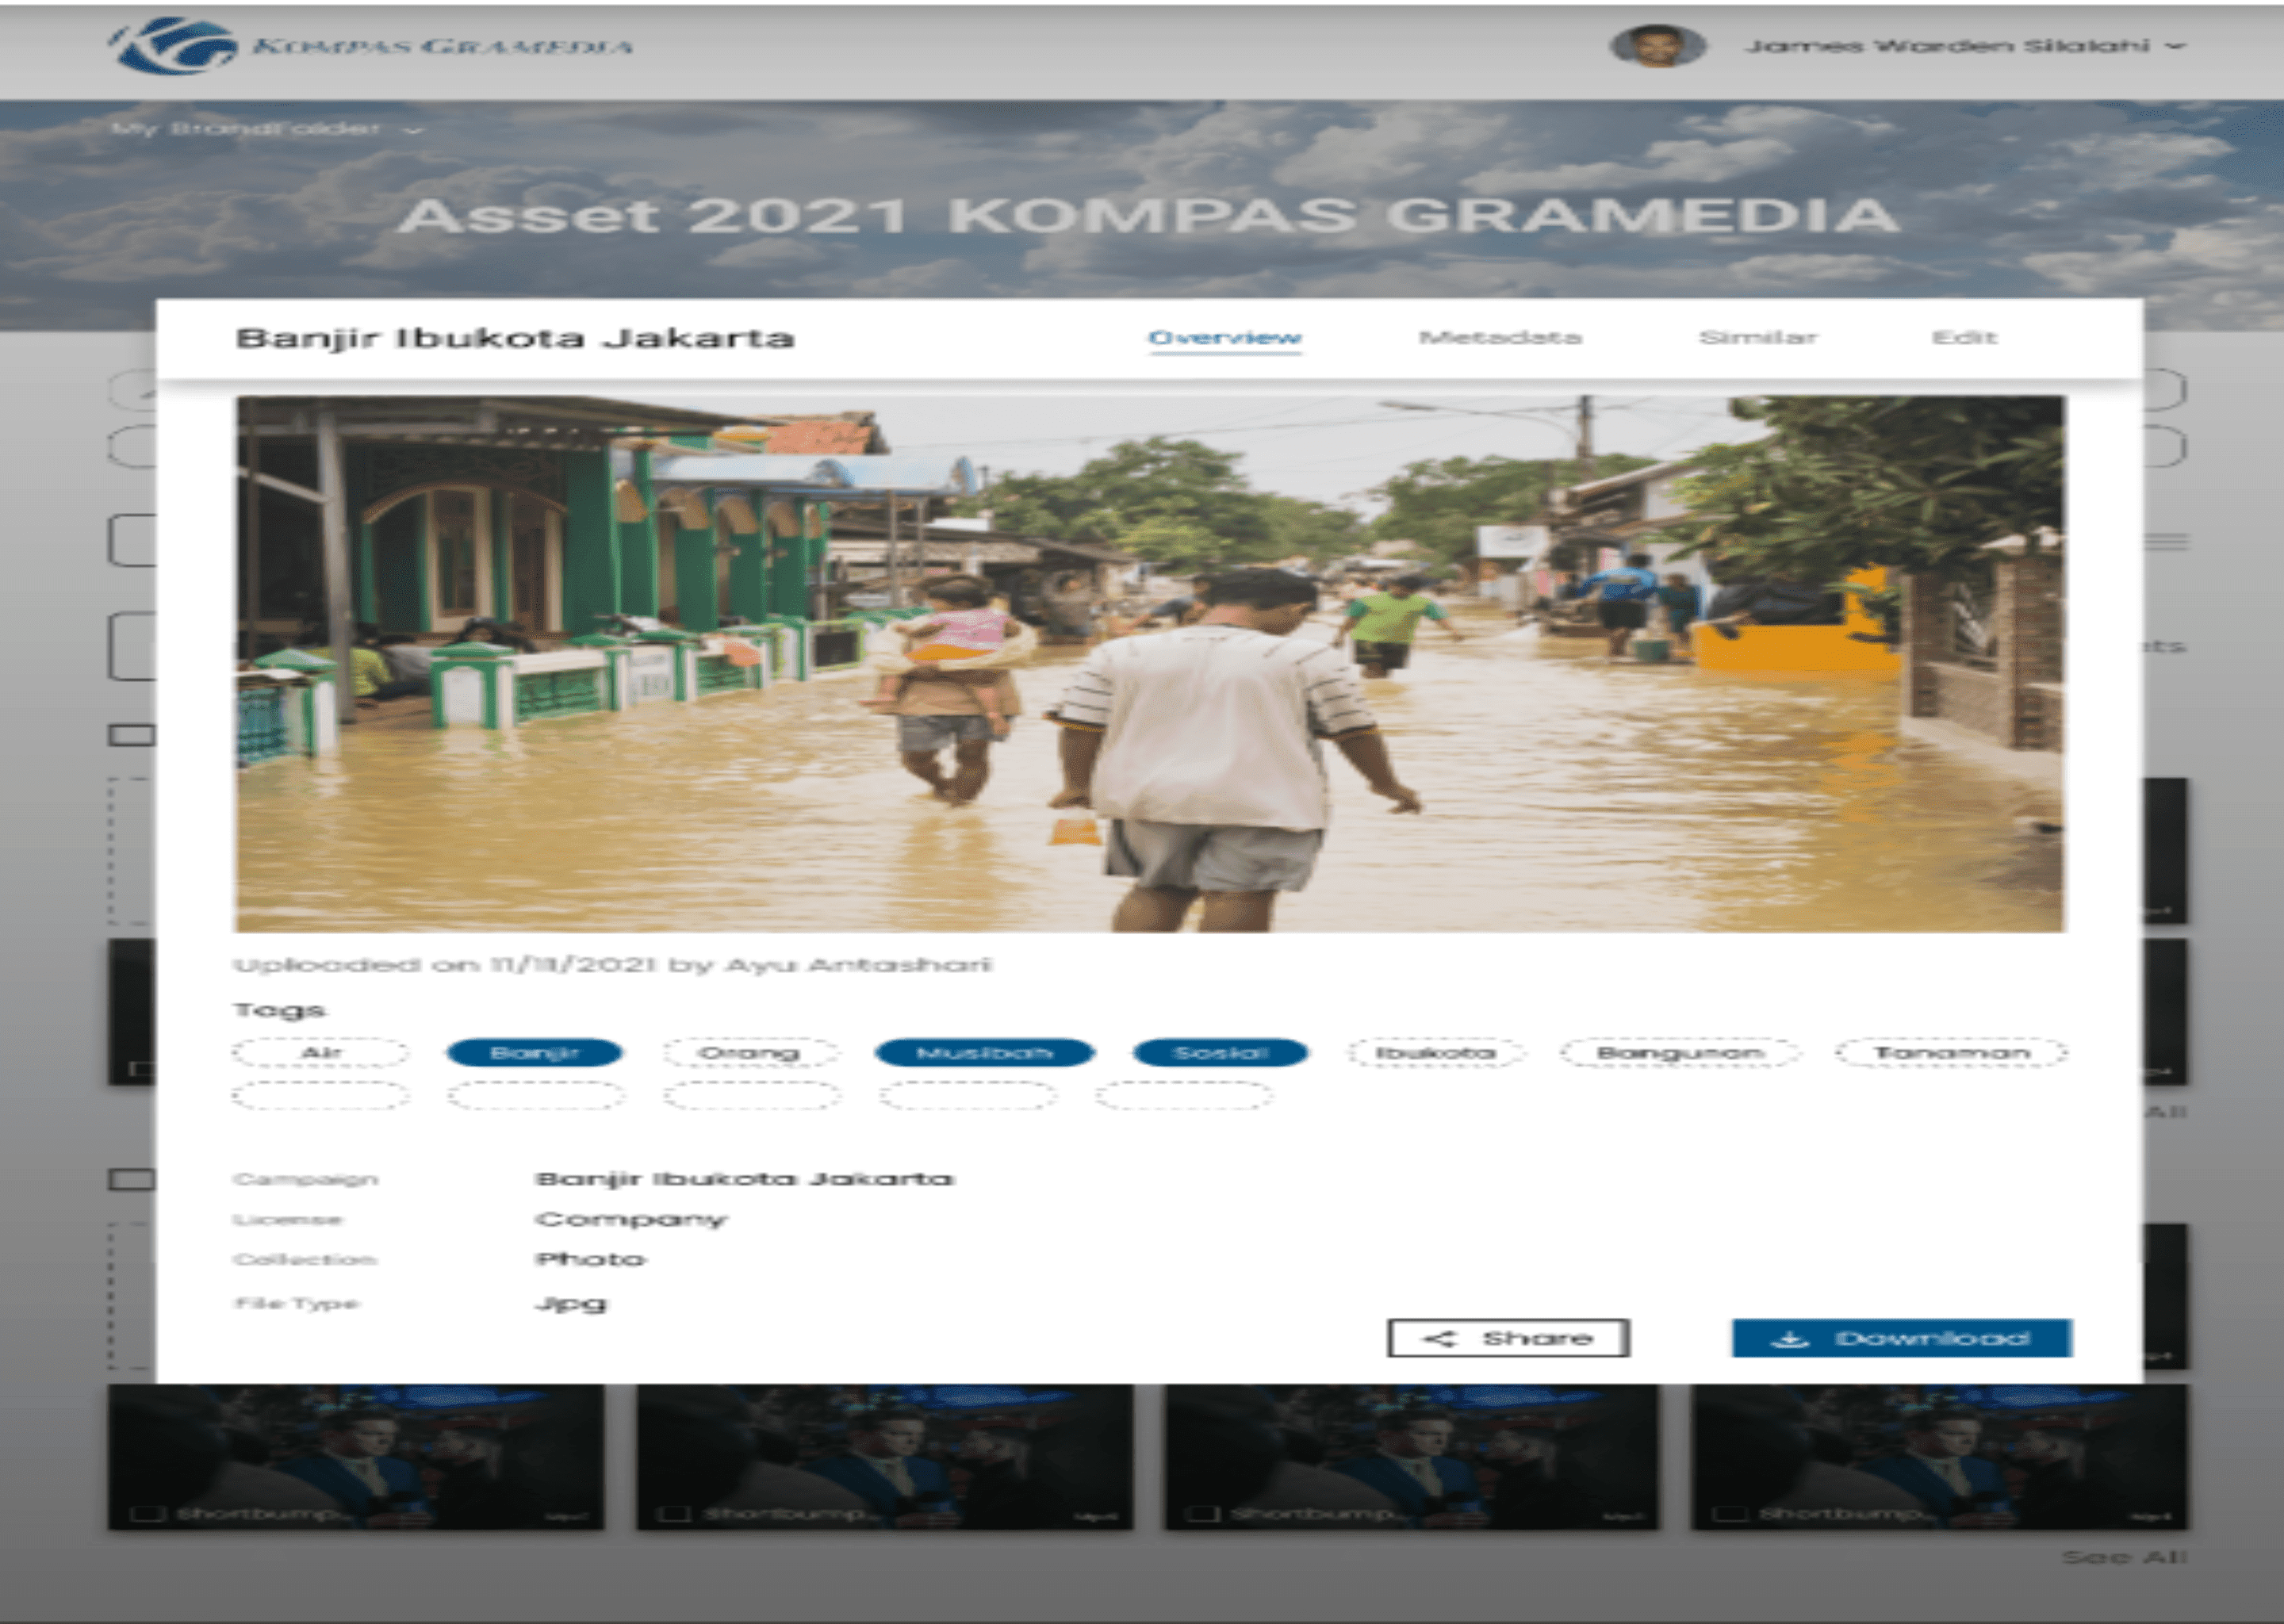 KOMPAS GRAMEDIA
James Warden Silalahi
My BrandFolder
Asset 2021 KOMPAS GRAMEDIA
Banjir Ibukota Jakarta
Overview Metadata Similar Edit
Uploaded on 11/11/2021 by Ayu Antashari
Tags
Air Banjir Orang Musibah Sosial Ibukota Bangunan Tanaman
All
Campaign Banjir Ibukota Jakarta
License Company
Collection Photo
File Type Jpg
Share Download
Shortbump... Shortbump... Shortbump... Shortbump...
See All